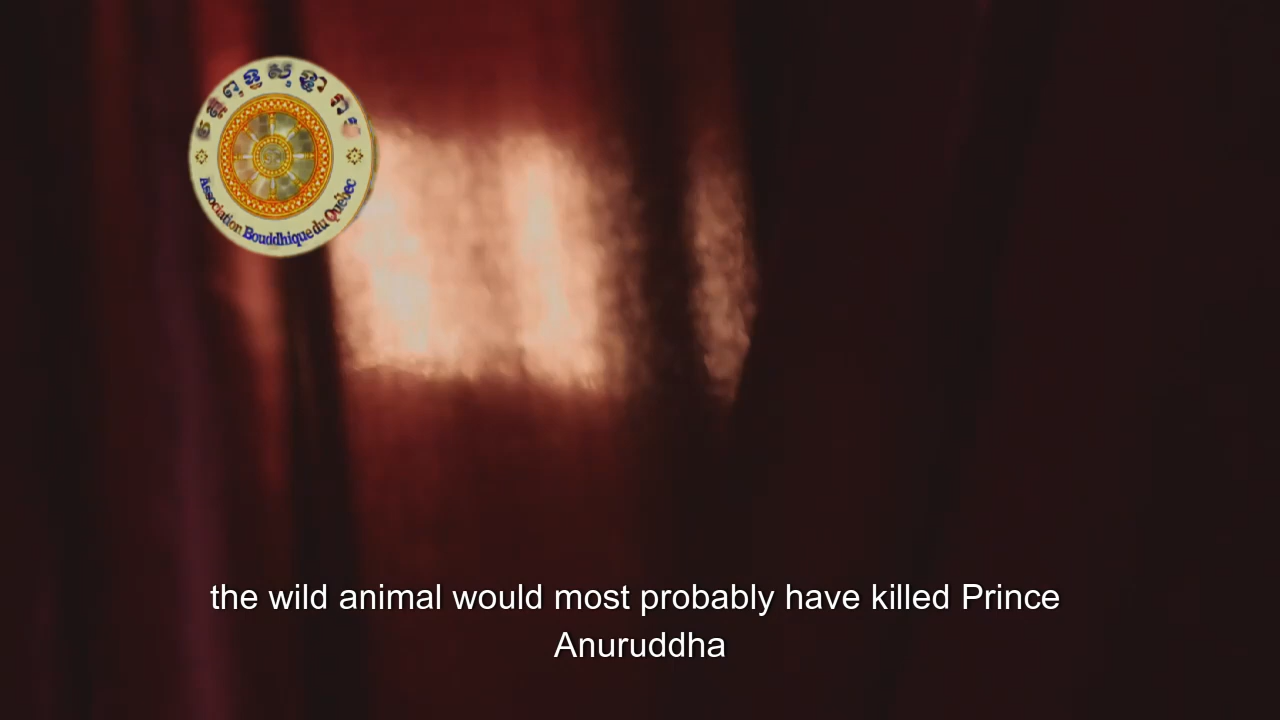 Association Bouddhique du Québec
the wild animal would most probably have killed Prince
Anuruddha